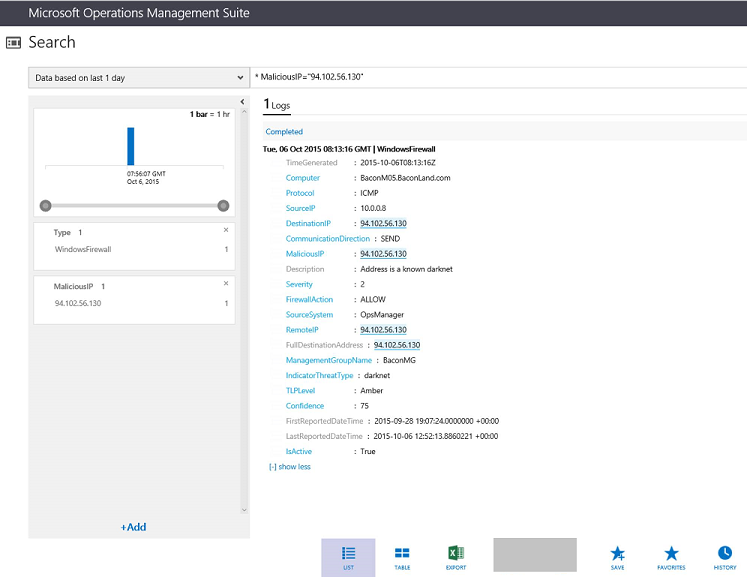 Microsoft Operations Management Suite
Search
Data based on last 1 day
* MaliciousIP="94.102.56.130"
1 bar = 1 hr
07:56:07 GMT
Oct 6, 2015
Type 1
WindowsFirewall 1
MaliciousIP 1
94.102.56.130 1
+Add
1 Logs
Completed
Tue, 06 Oct 2015 08:13:16 GMT | WindowsFirewall
TimeGenerated : 2015-10-06T08:13:16Z
Computer : BaconM05.BaconLand.com
Protocol : ICMP
SourceIP : 10.0.0.8
DestinationIP : 94.102.56.130
CommunicationDirection : SEND
MaliciousIP : 94.102.56.130
Description : Address is a known darknet
Severity : 2
FirewallAction : ALLOW
SourceSystem : OpsManager
RemoteIP : 94.102.56.130
FullDestinationAddress : 94.102.56.130
ManagementGroupName : BaconMG
IndicatorThreatType : darknet
TLPLevel : Amber
Confidence : 75
FirstReportedDateTime : 2015-09-28 19:07:24.0000000 +00:00
LastReportedDateTime : 2015-10-06 12:52:13.8860221 +00:00
IsActive : True
[-] show less
LIST
TABLE
EXPORT
SAVE
FAVORITES
HISTORY